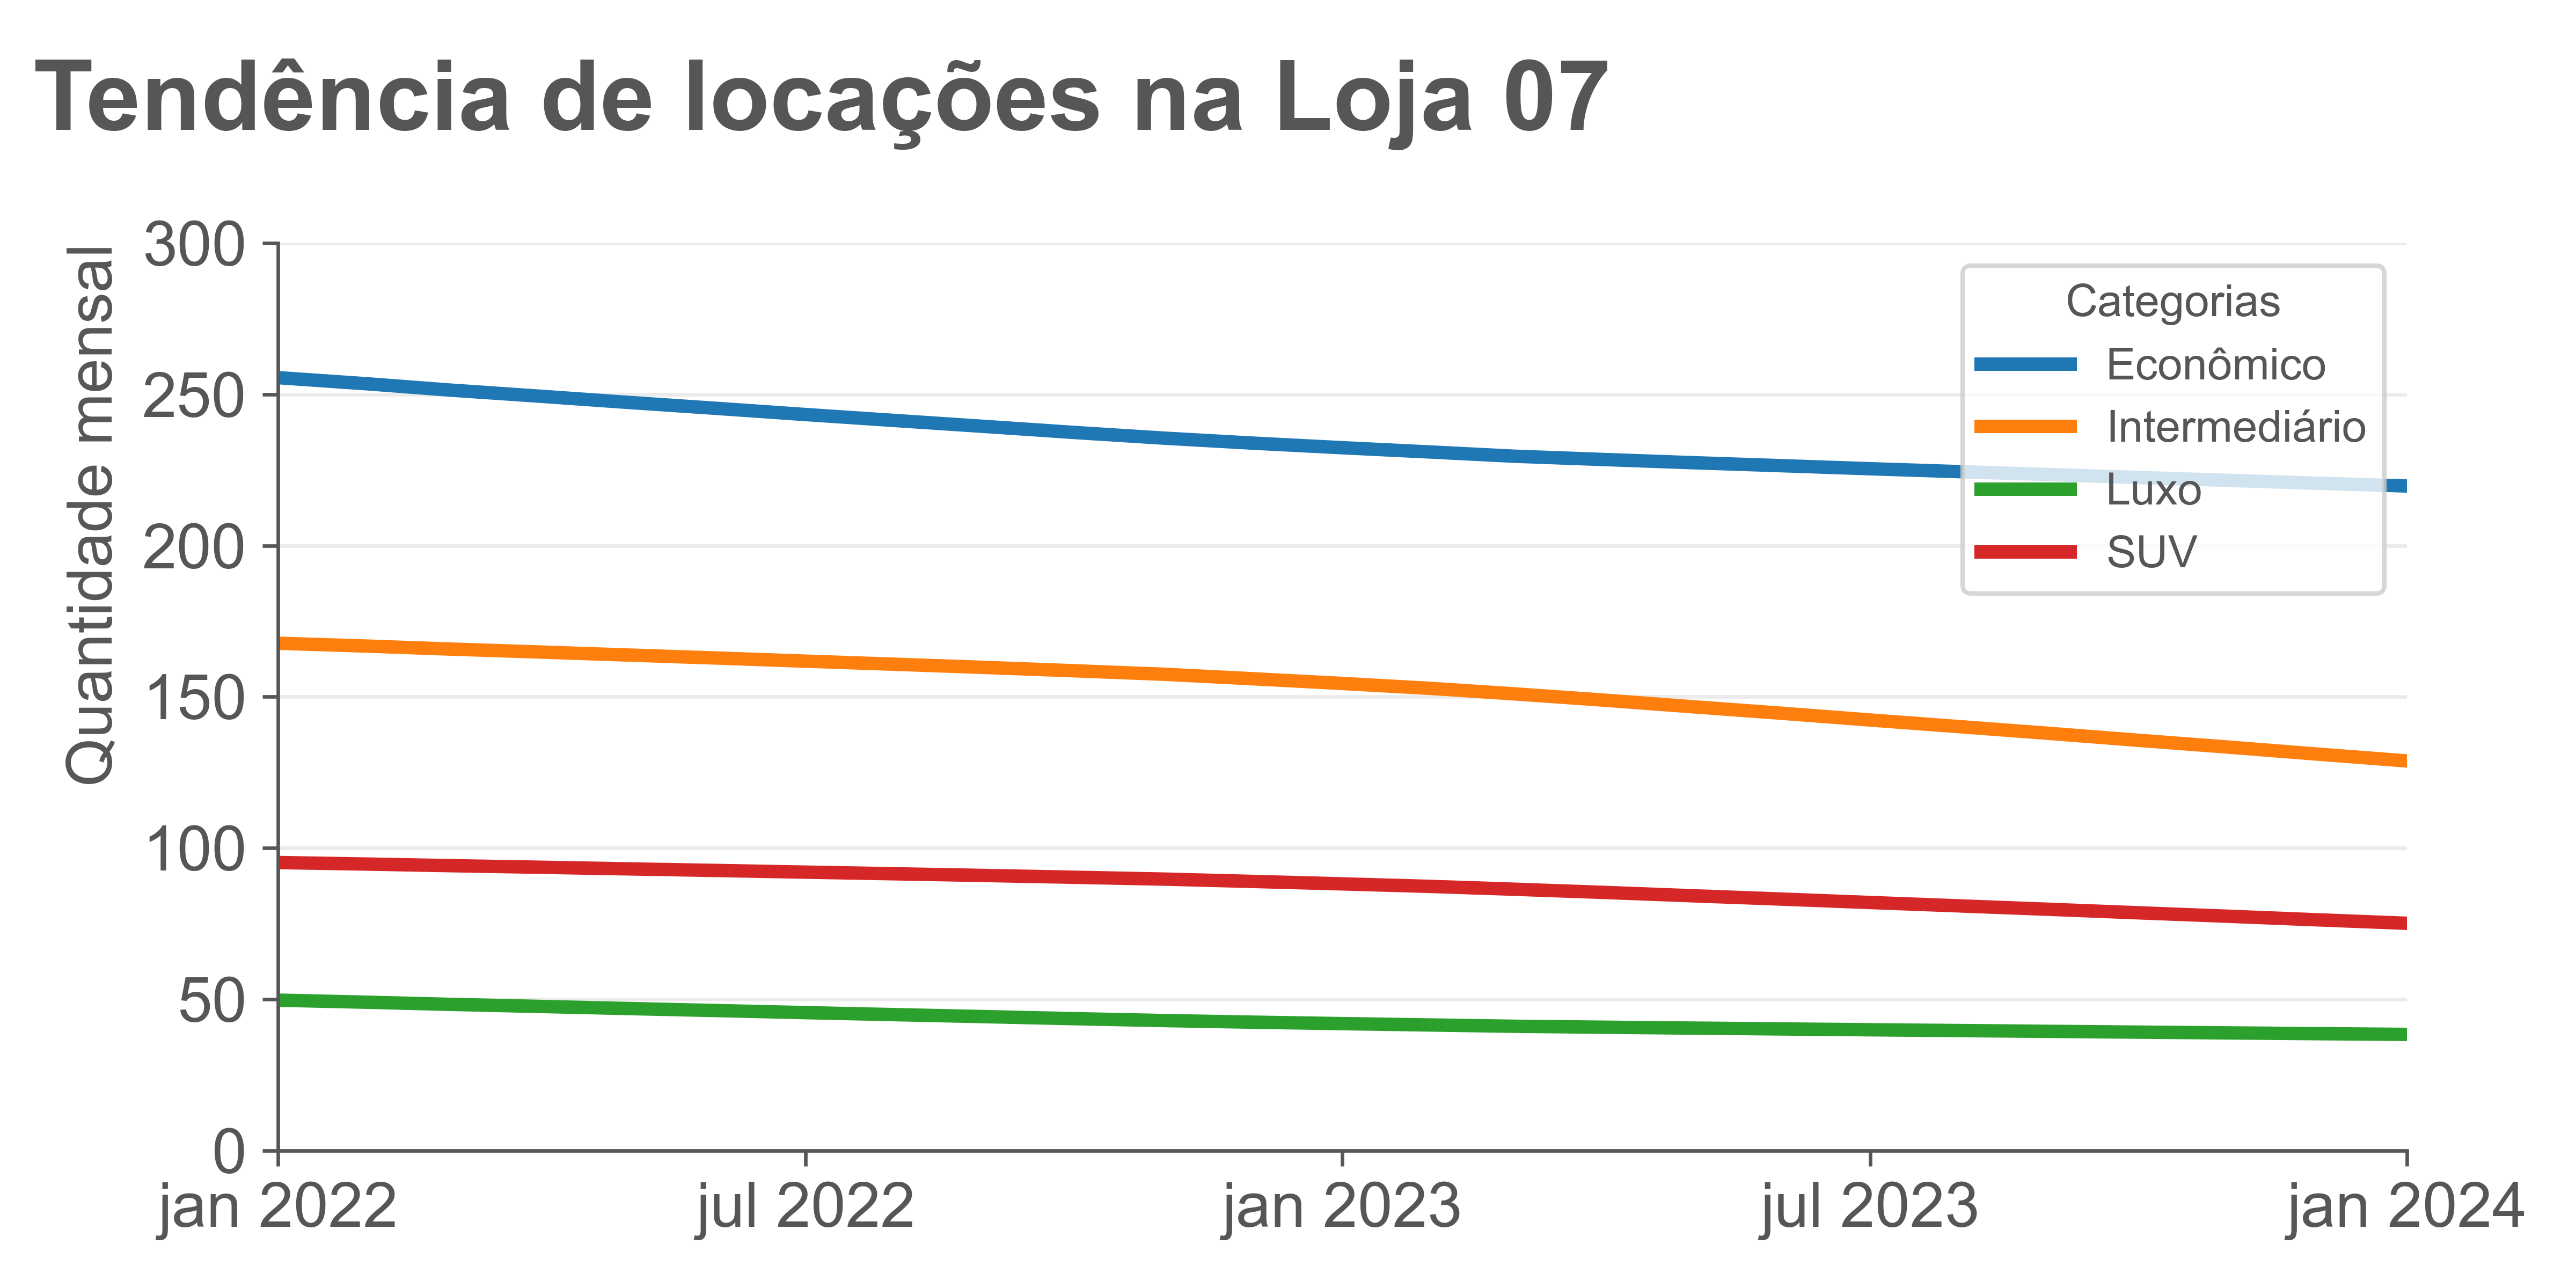 Tendência de locações na Loja 07
Quantidade mensal
300
250
200
150
100
50
0
jan 2022
jul 2022
jan 2023
jul 2023
jan 2024
Categorias
Econômico
Intermediário
Luxo
SUV